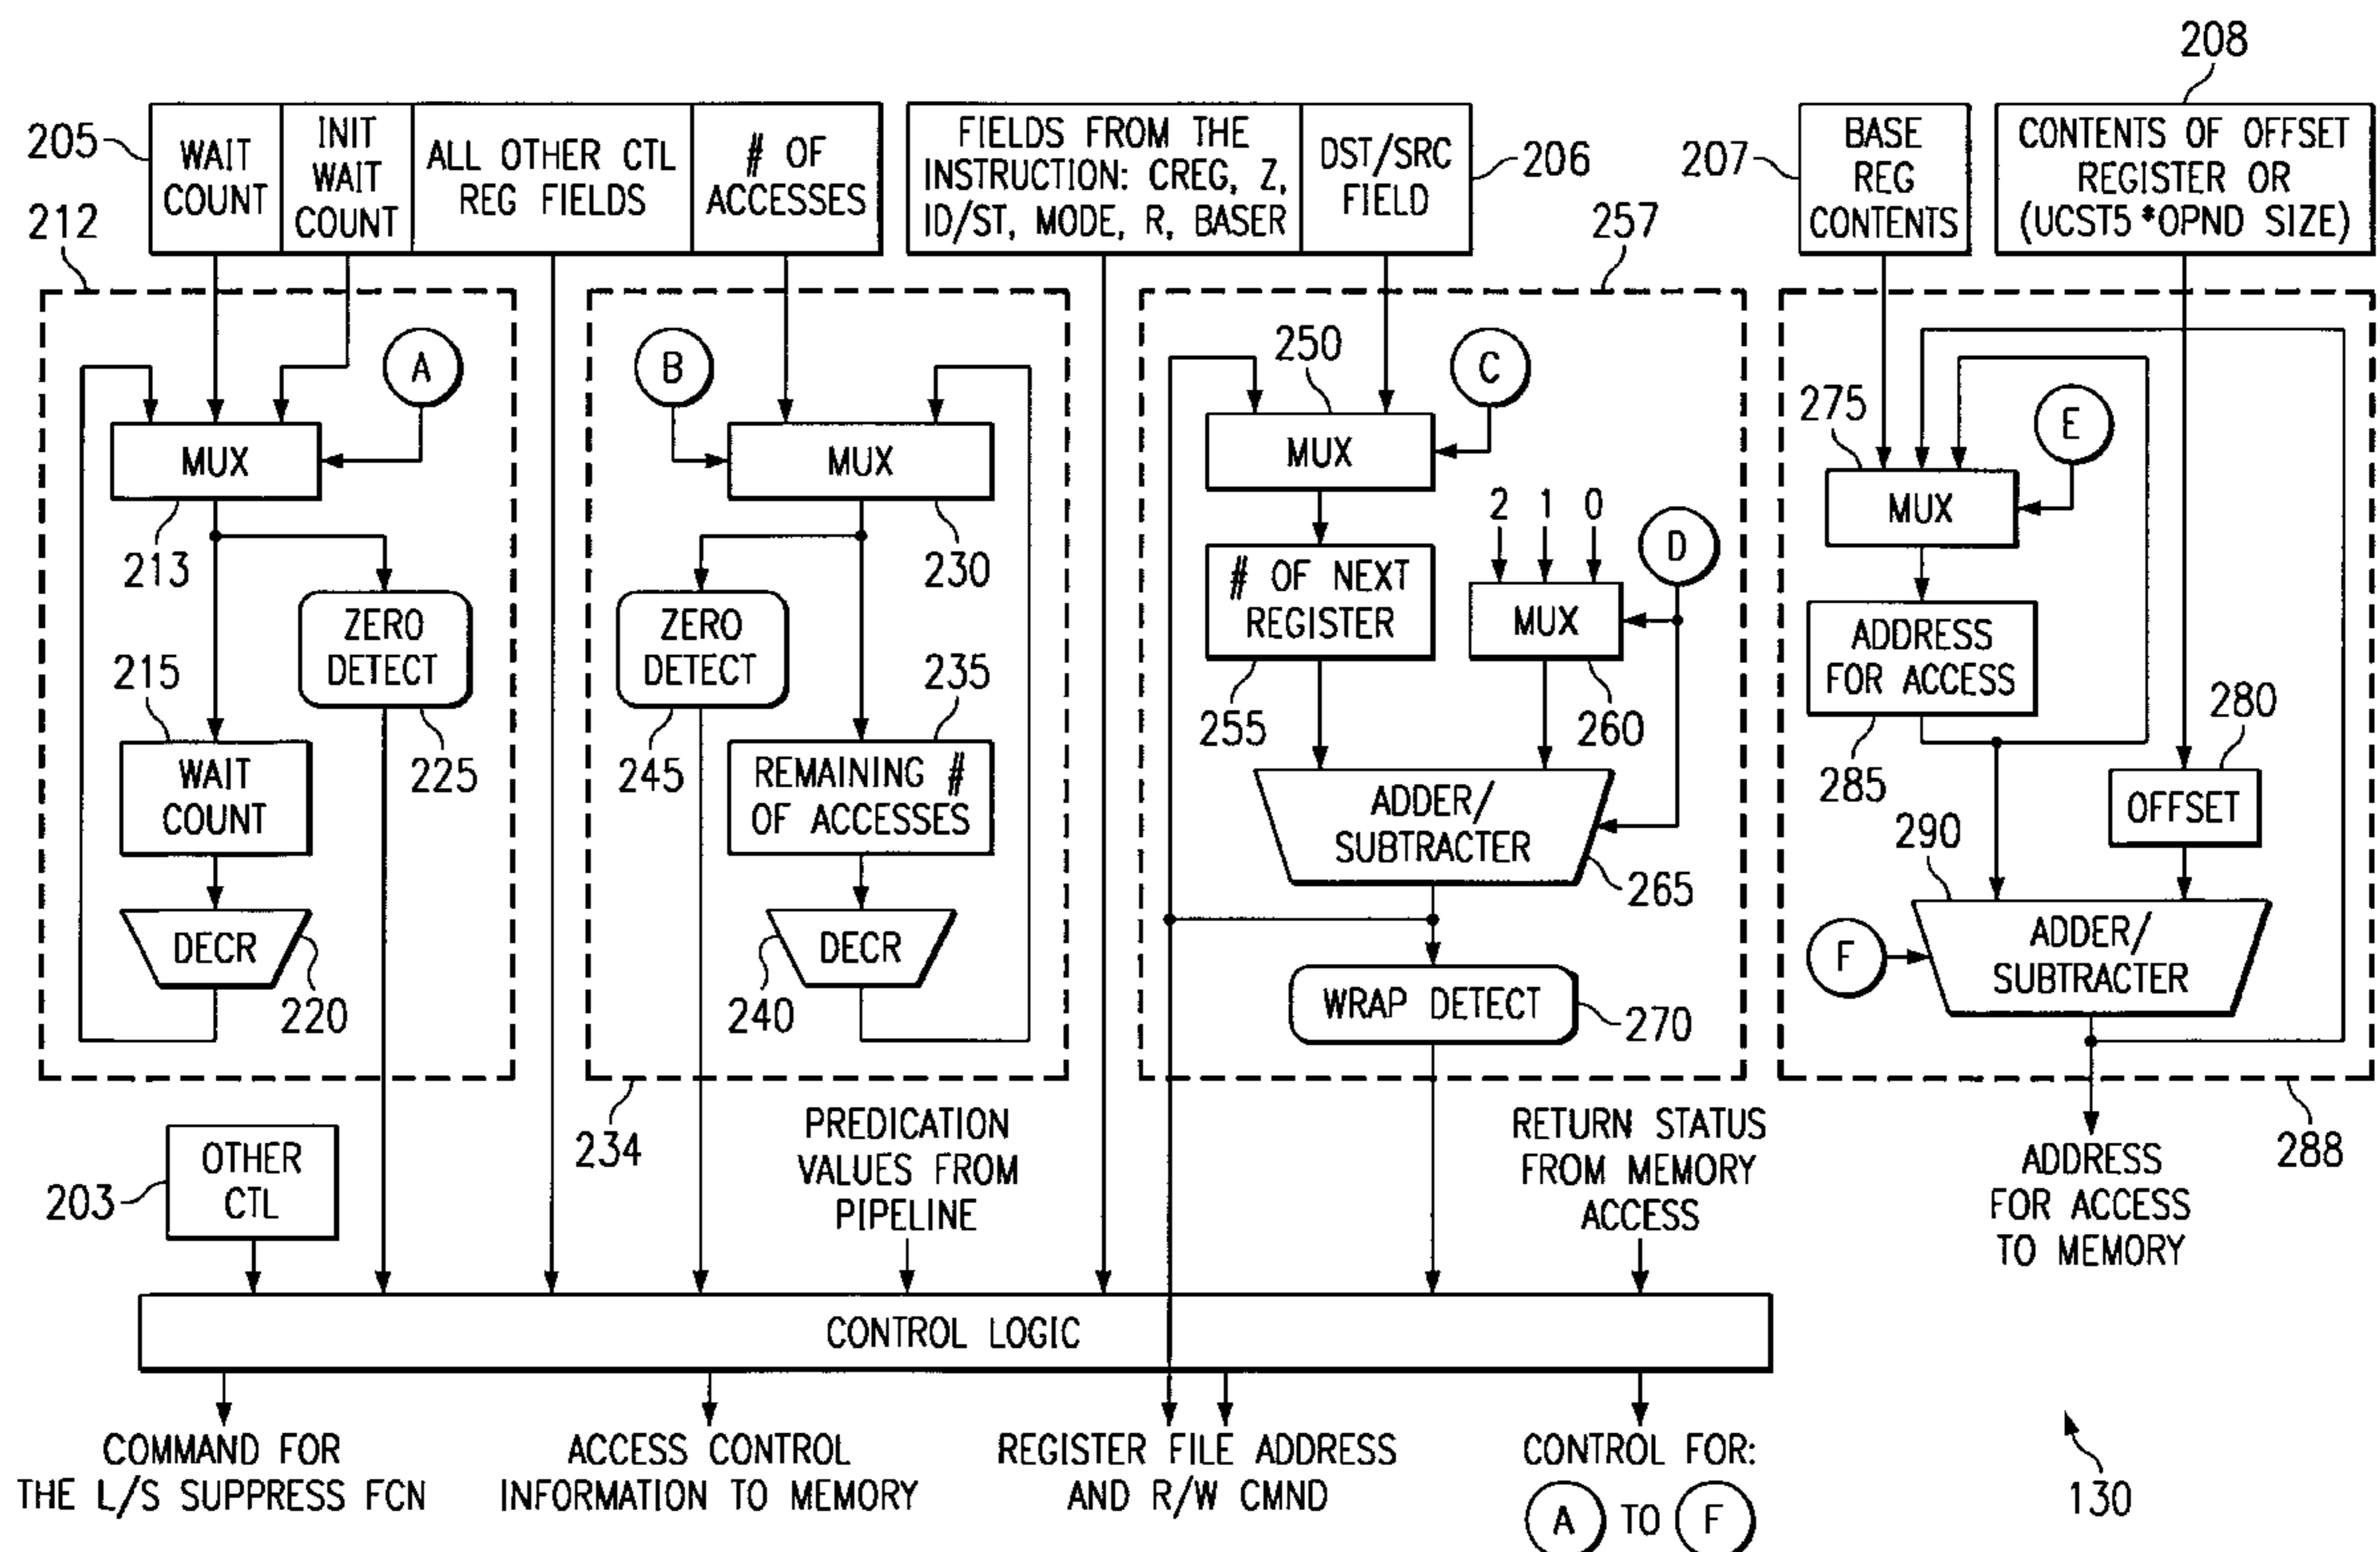 208
205
WAIT
COUNT
INIT
WAIT
COUNT
ALL OTHER CTL
REG FIELDS
# OF
ACCESSES
FIELDS FROM THE
INSTRUCTION: CREG, Z,
ID/ST, MODE, R, BASER
DST/SRC
FIELD
206
207
BASE
REG
CONTENTS
CONTENTS OF OFFSET
REGISTER OR
(UCST5 *OPND SIZE)
212
257
A
MUX
213
ZERO
DETECT
225
215
WAIT
COUNT
DECR
220
B
MUX
230
ZERO
DETECT
245
235
REMAINING #
OF ACCESSES
240
DECR
234
250
C
MUX
2 1 0
D
# OF NEXT
REGISTER
255
MUX
260
ADDER/
SUBTRACTER
265
WRAP DETECT
270
275
E
MUX
ADDRESS
FOR ACCESS
285
280
OFFSET
290
F
ADDER/
SUBTRACTER
288
203
OTHER
CTL
PREDICATION
VALUES FROM
PIPELINE
RETURN STATUS
FROM MEMORY
ACCESS
ADDRESS
FOR ACCESS
TO MEMORY
CONTROL LOGIC
COMMAND FOR
THE L/S SUPPRESS FCN
ACCESS CONTROL
INFORMATION TO MEMORY
REGISTER FILE ADDRESS
AND R/W CMND
CONTROL FOR:
A TO F
130